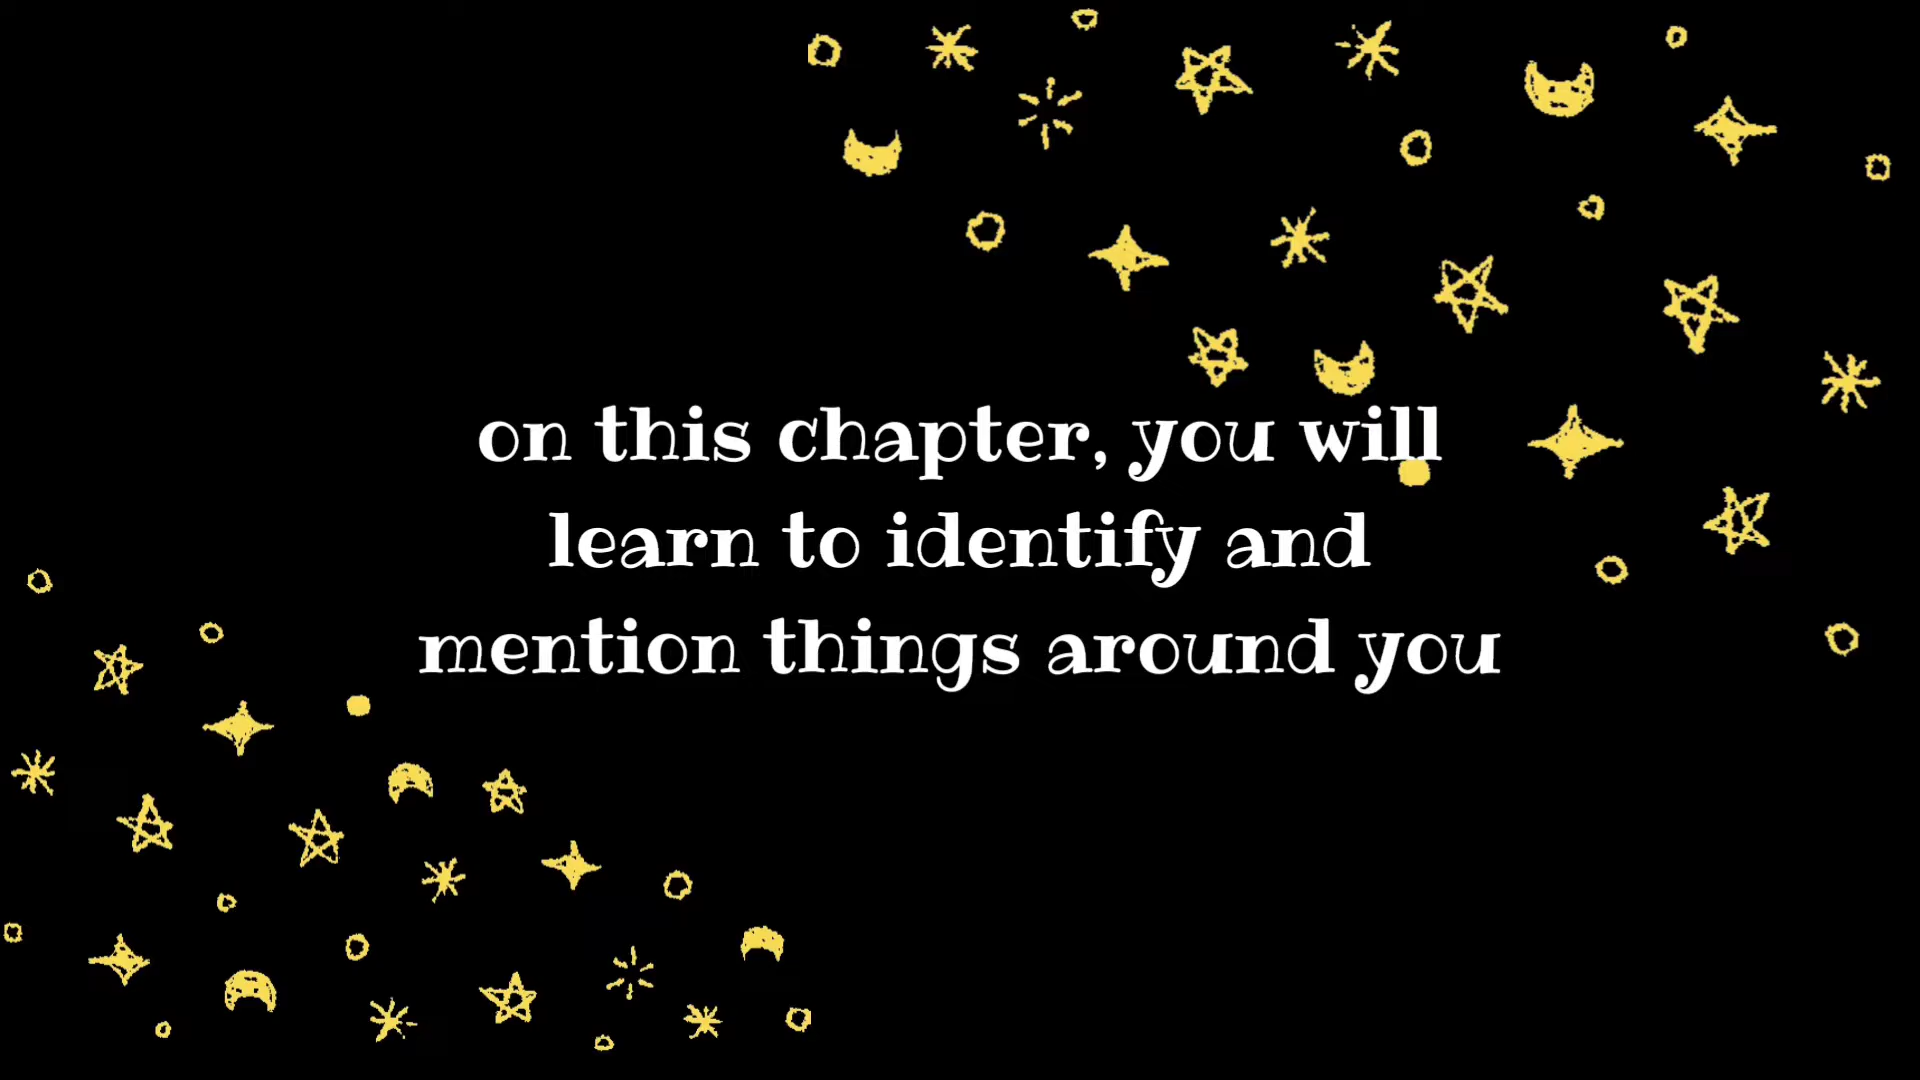 on this chapter, you will
learn to identify and
mention things around you